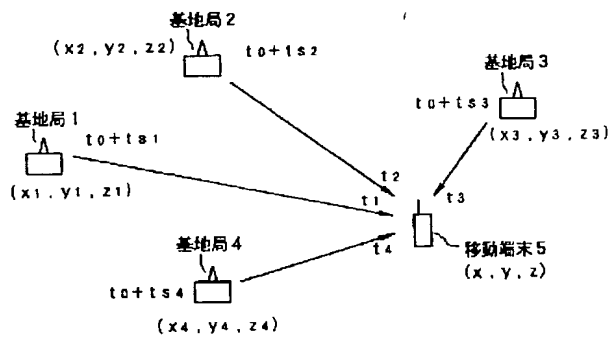 基地局2
(x2, y2, z2)
t0+ts2
基地局3
t0+ts3
(x3, y3, z3)
基地局1
t0+ts1
(x1, y1, z1)
t2
t1
t3
t4
基地局4
t0+ts4
(x4, y4, z4)
移動端末5
(x, y, z)